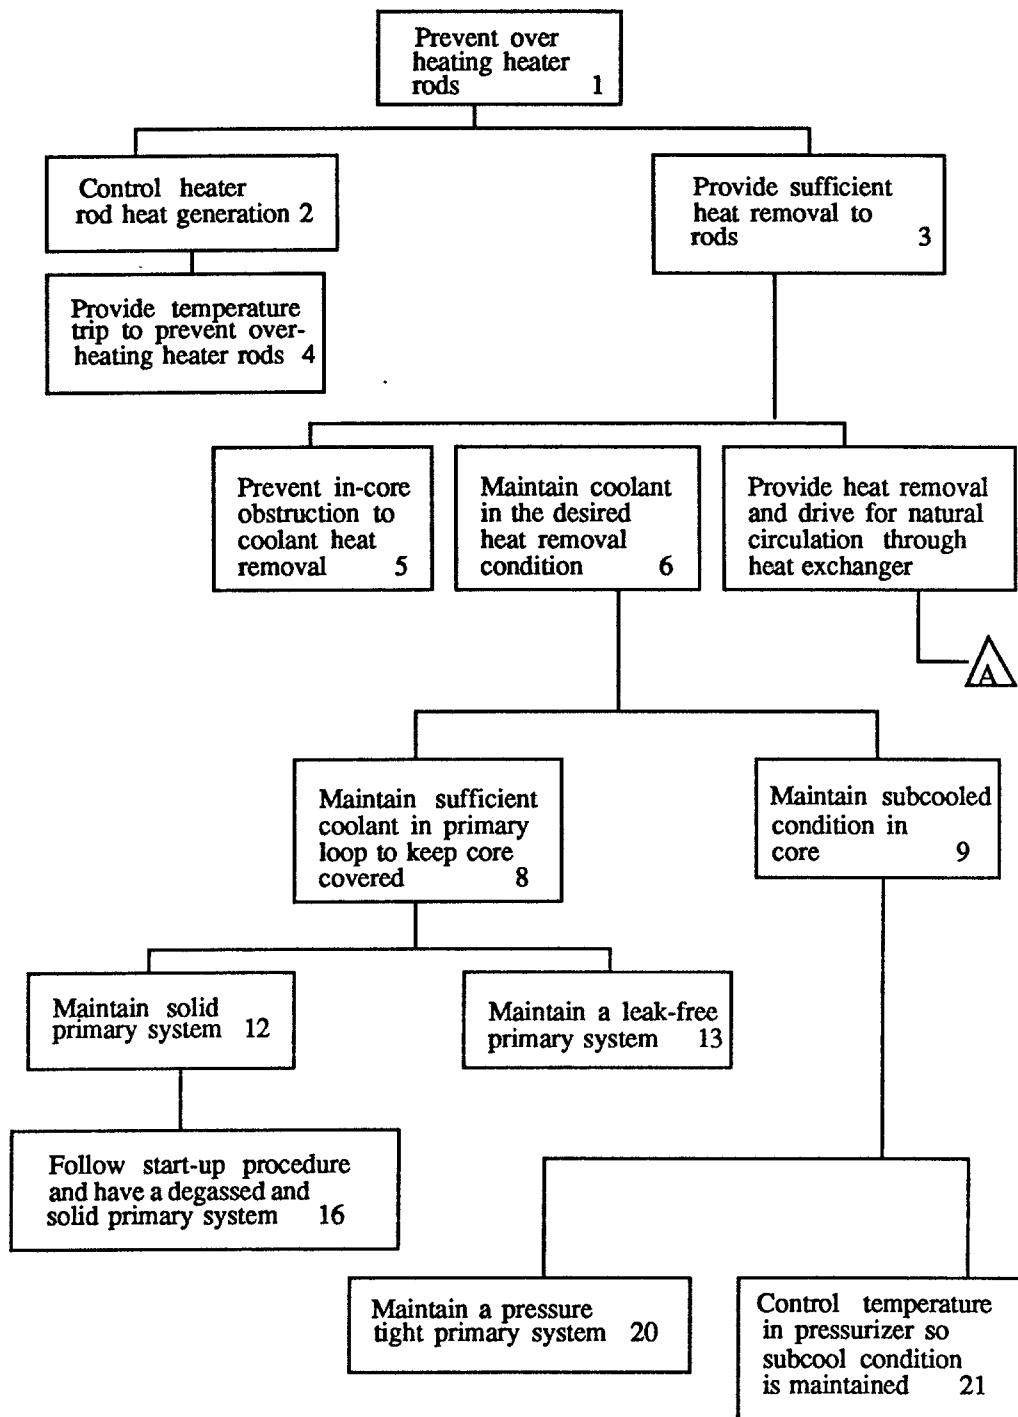 Prevent over
heating heater
rods 1
Control heater
rod heat generation 2
Provide sufficient
heat removal to
rods 3
Provide temperature
trip to prevent over-
heating heater rods 4
Prevent in-core
obstruction to
coolant heat
removal 5
Maintain coolant
in the desired
heat removal
condition 6
Provide heat removal
and drive for natural
circulation through
heat exchanger
A
Maintain sufficient
coolant in primary
loop to keep core
covered 8
Maintain subcooled
condition in
core 9
Maintain solid
primary system 12
Maintain a leak-free
primary system 13
Follow start-up procedure
and have a degassed and
solid primary system 16
Maintain a pressure
tight primary system 20
Control temperature
in pressurizer so
subcool condition
is maintained 21